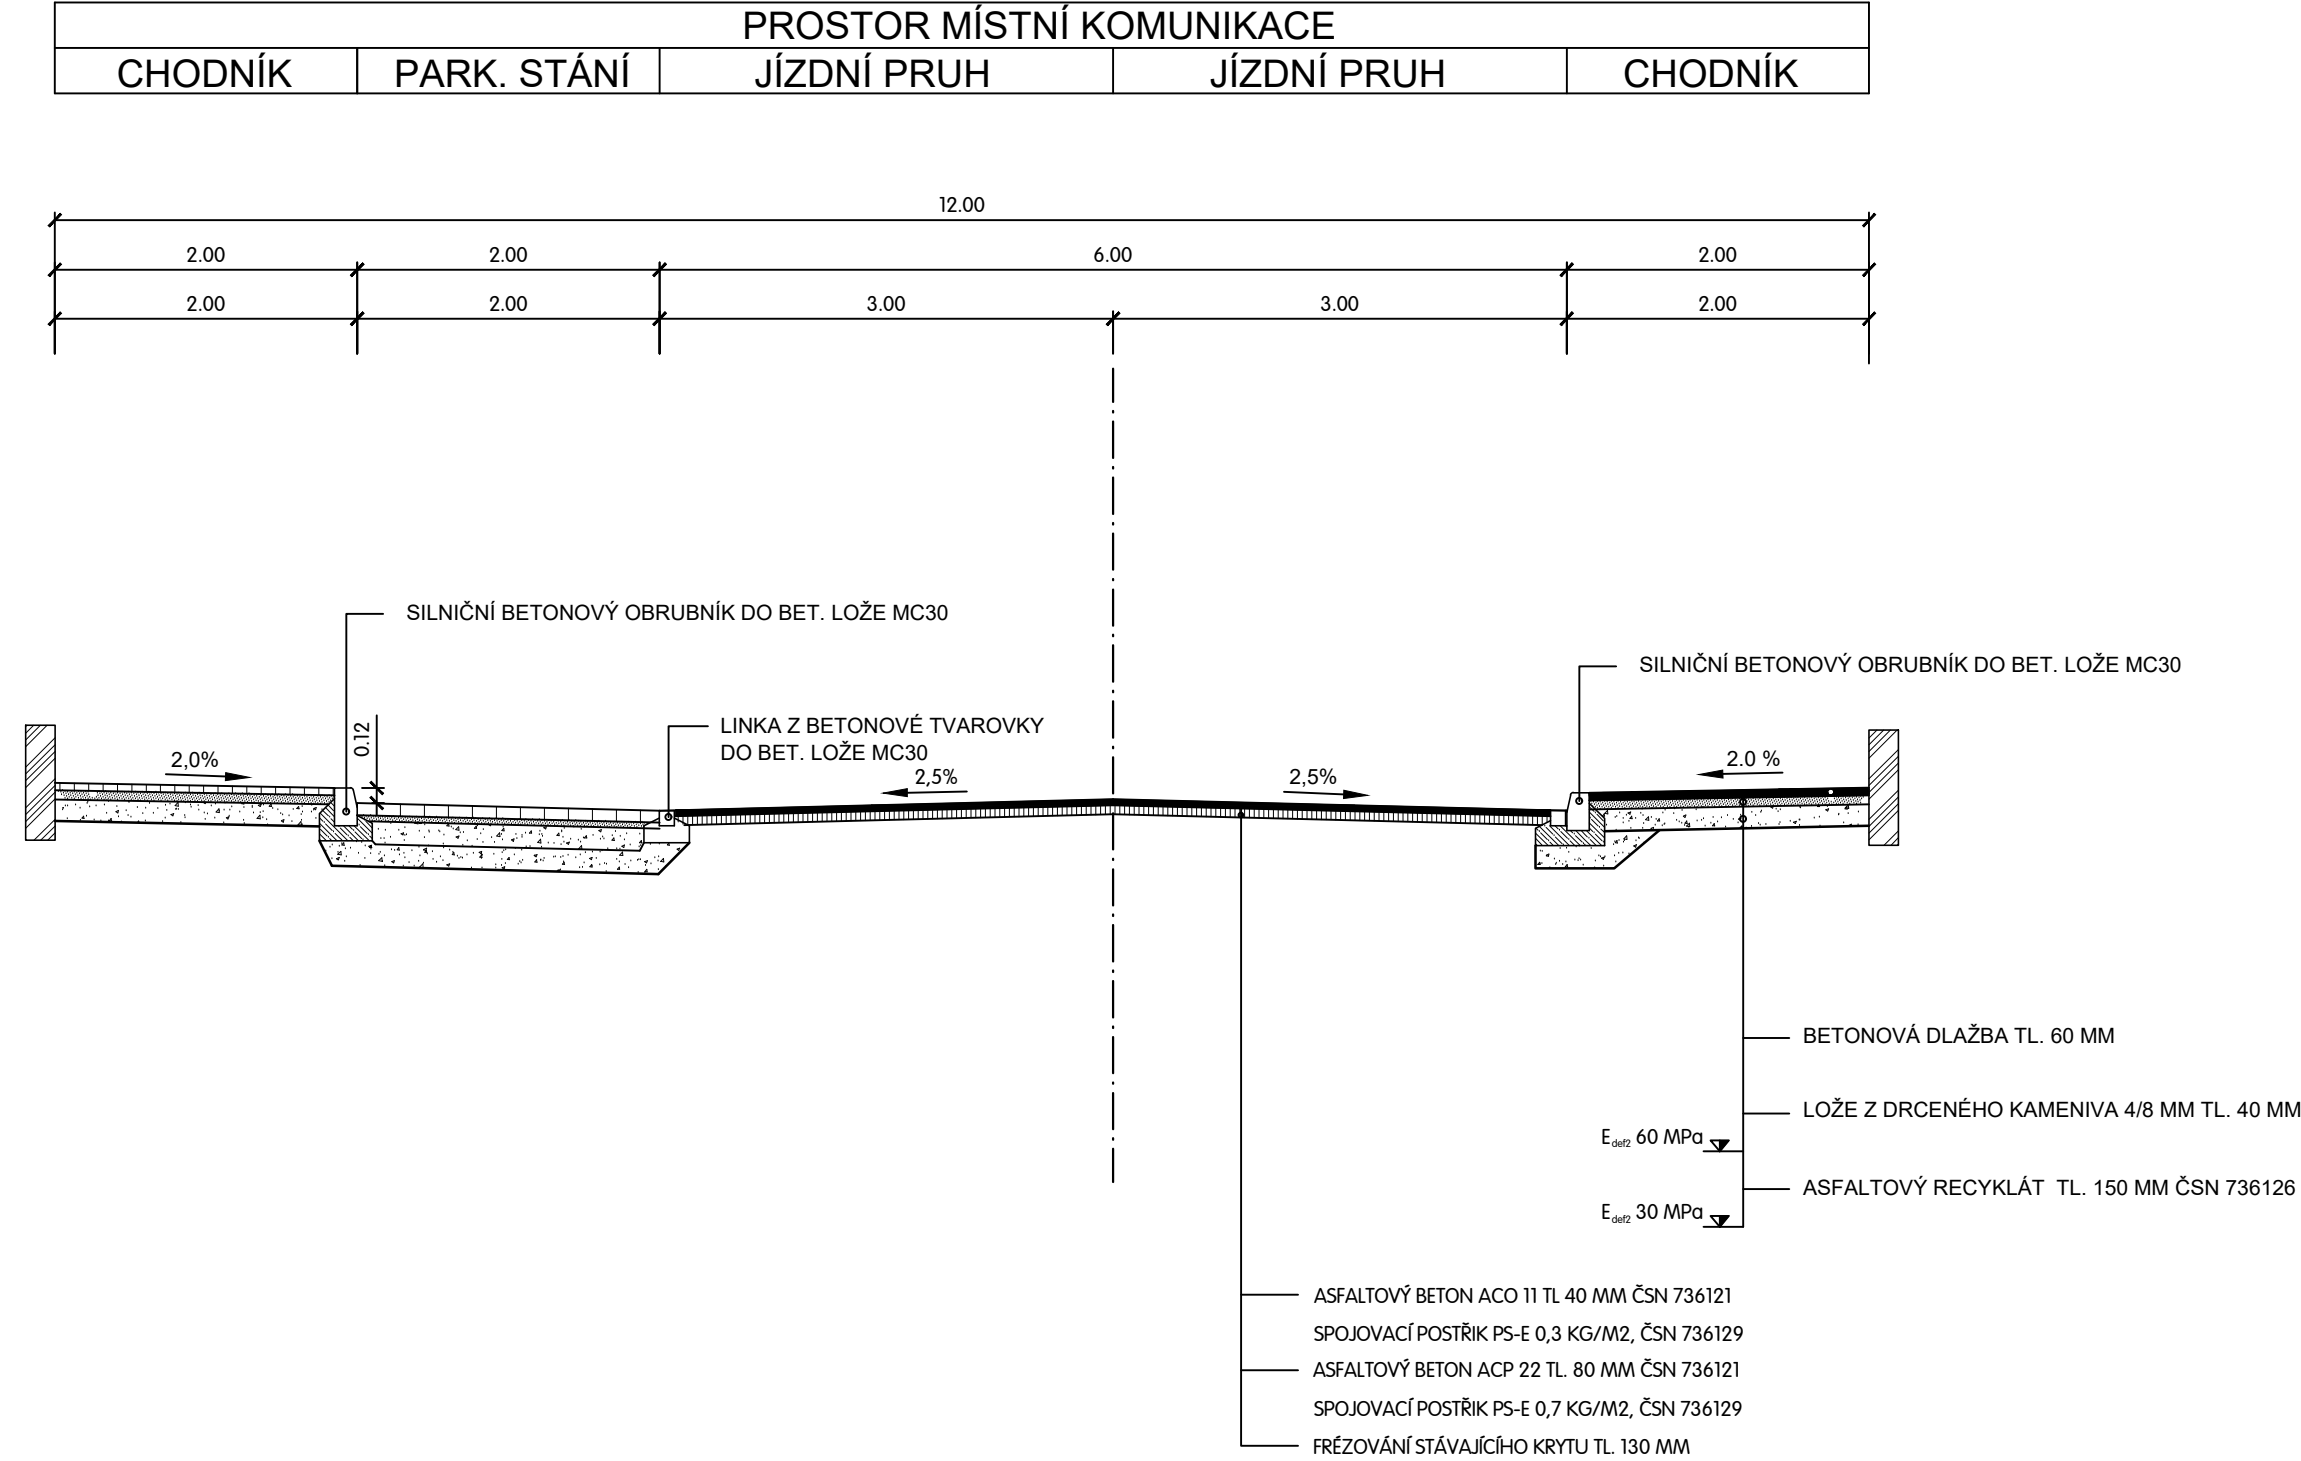 PROSTOR MÍSTNÍ KOMUNIKACE
CHODNÍK PARK. STÁNÍ JÍZDNÍ PRUH JÍZDNÍ PRUH CHODNÍK
12.00
2.00 2.00 6.00 2.00
2.00 2.00 3.00 3.00 2.00
SILNIČNÍ BETONOVÝ OBRUBNÍK DO BET. LOŽE MC30
SILNIČNÍ BETONOVÝ OBRUBNÍK DO BET. LOŽE MC30
LINKA Z BETONOVÉ TVAROVKY
DO BET. LOŽE MC30
0.12
2,0%
2,5%
2,5%
2.0 %
BETONOVÁ DLAŽBA TL. 60 MM
LOŽE Z DRCENÉHO KAMENIVA 4/8 MM TL. 40 MM
Edef2 60 MPa
ASFALTOVÝ RECYKLÁT TL. 150 MM ČSN 736126
Edef2 30 MPa
ASFALTOVÝ BETON ACO 11 TL 40 MM ČSN 736121
SPOJOVACÍ POSTŘIK PS-E 0,3 KG/M2, ČSN 736129
ASFALTOVÝ BETON ACP 22 TL. 80 MM ČSN 736121
SPOJOVACÍ POSTŘIK PS-E 0,7 KG/M2, ČSN 736129
FRÉZOVÁNÍ STÁVAJÍCÍHO KRYTU TL. 130 MM